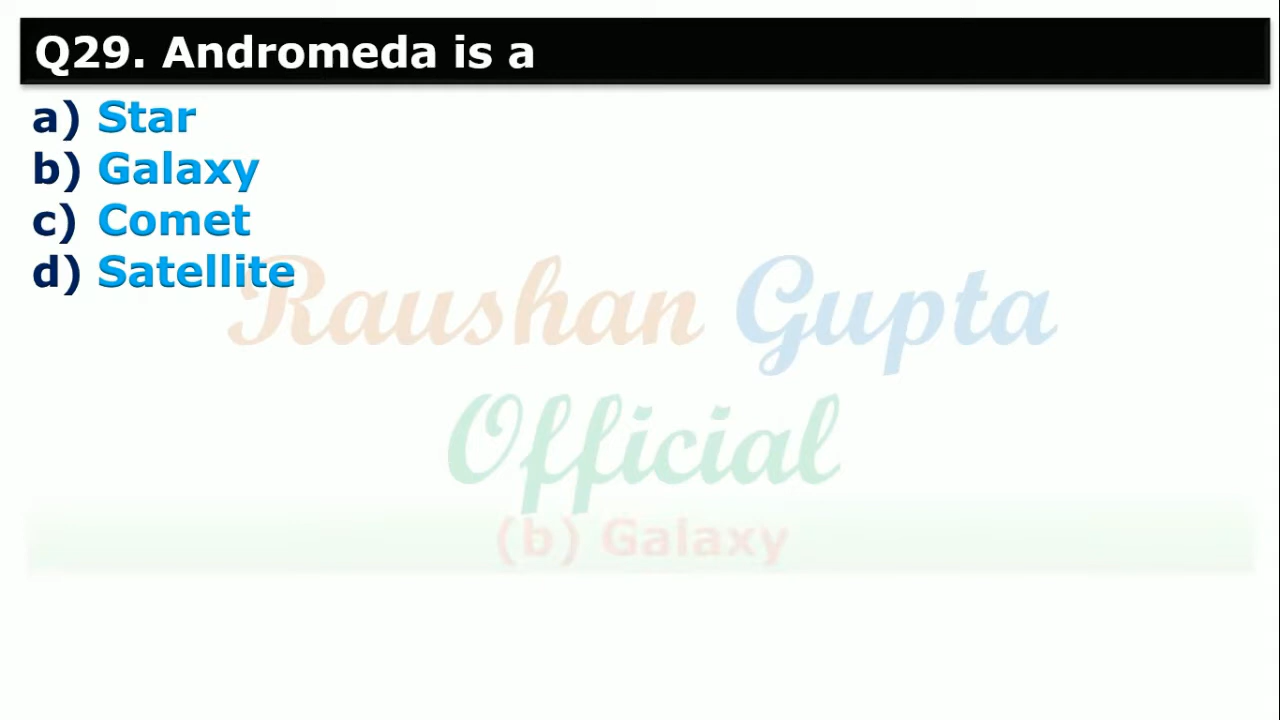 Q29. Andromeda is a
a) Star
b) Galaxy
c) Comet
d) Satellite
Raushan Gupta
Official
(b) Galaxy